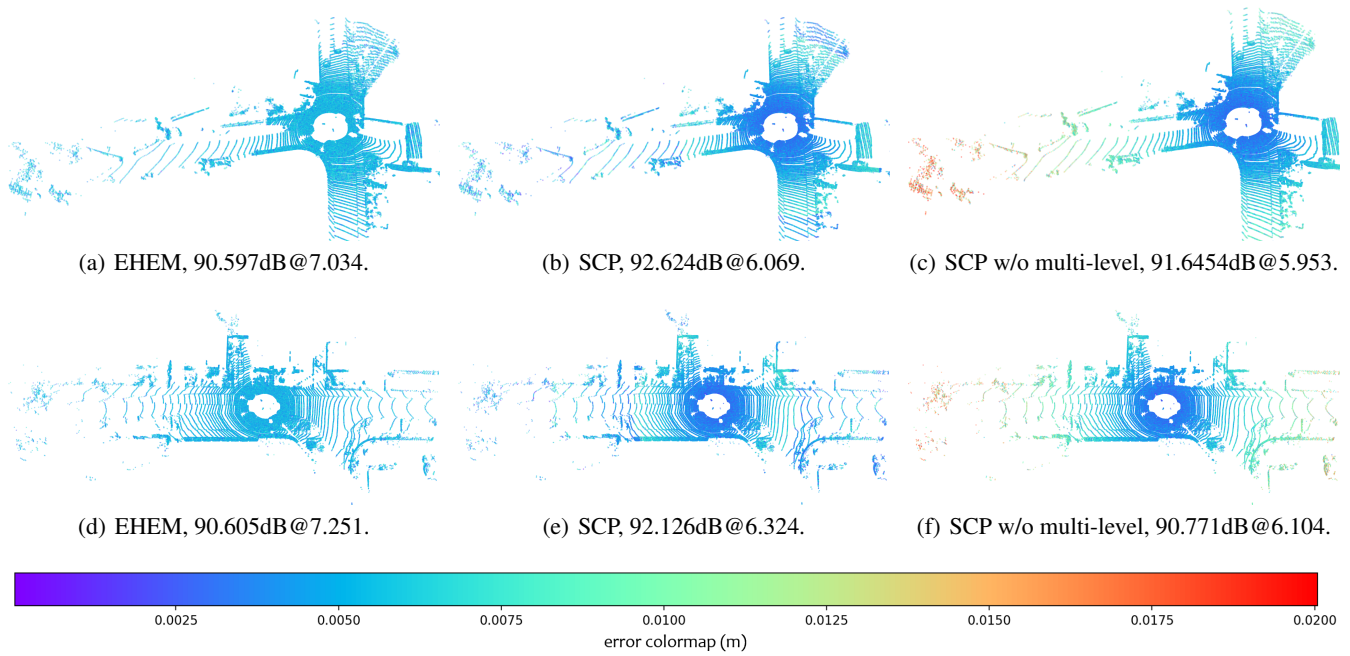 (a) EHEM, 90.597dB@7.034.
(b) SCP, 92.624dB@6.069.
(c) SCP w/o multi-level, 91.6454dB@5.953.
(d) EHEM, 90.605dB@7.251.
(e) SCP, 92.126dB@6.324.
(f) SCP w/o multi-level, 90.771dB@6.104.
0.0025 0.0050 0.0075 0.0100 0.0125 0.0150 0.0175 0.0200
error colormap (m)